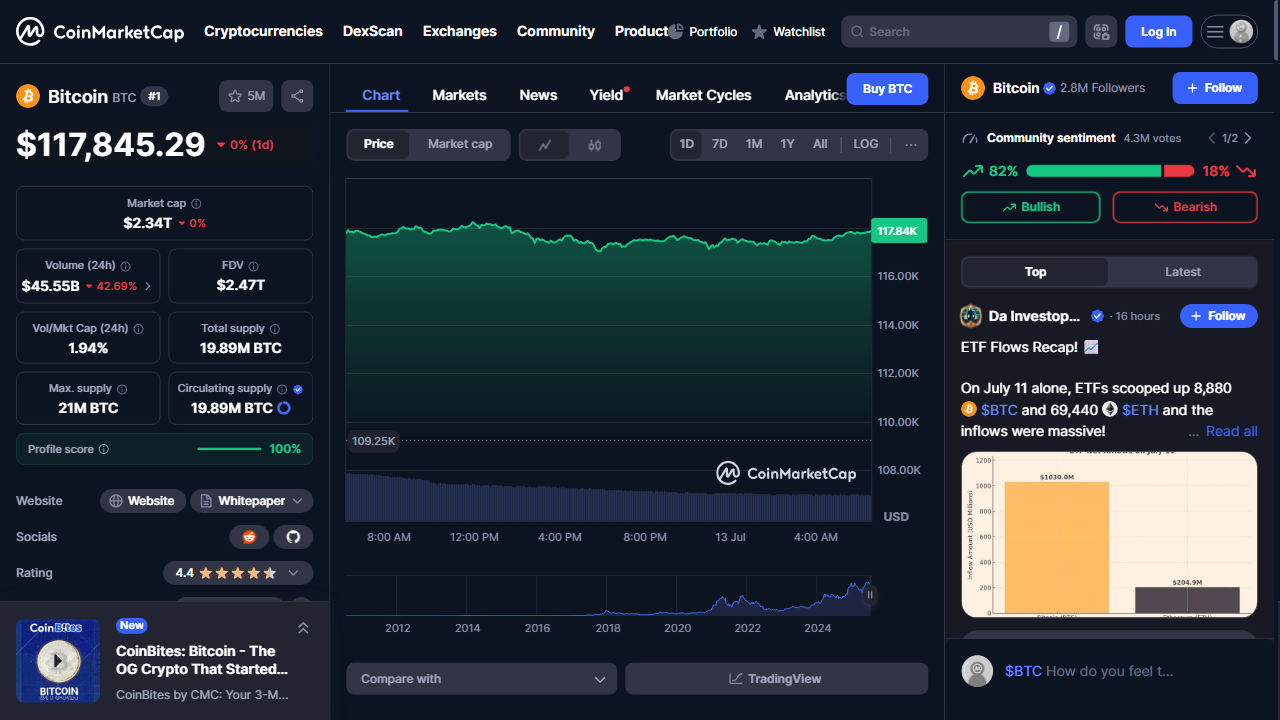 CoinMarketCap
Cryptocurrencies DexScan Exchanges Community Product
Portfolio Watchlist
Search /
Log In
Bitcoin BTC #1
5M
$117,845.29 0% (1d)
Market cap
$2.34T 0%
Volume (24h)
$45.55B 42.69%
FDV
$2.47T
Vol/Mkt Cap (24h)
1.94%
Total supply
19.89M BTC
Max. supply
21M BTC
Circulating supply
19.89M BTC
Profile score 100%
Website Website Whitepaper
Socials
Rating 4.4
CoinBites
BITCOIN
New
CoinBites: Bitcoin - The
OG Crypto That Started...
CoinBites by CMC: Your 3-M...
Chart Markets News Yield Market Cycles Analytics
Buy BTC
Price Market cap
1D 7D 1M 1Y All LOG ...
117.84K
116.00K
114.00K
112.00K
110.00K
109.25K
108.00K
CoinMarketCap
USD
8:00 AM 12:00 PM 4:00 PM 8:00 PM 13 Jul 4:00 AM
2012 2014 2016 2018 2020 2022 2024
Compare with
TradingView
Bitcoin 2.8M Followers
+ Follow
Community sentiment 4.3M votes 1/2
82% 18%
Bullish Bearish
Top Latest
Da Investop... · 16 hours
+ Follow
ETF Flows Recap!
On July 11 alone, ETFs scooped up 8,880
$BTC and 69,440 $ETH and the
inflows were massive! ... Read all
Inflow Amount (USD Millions)
1200
1000
800
600
400
200
0
$1030.0M
$204.9M
$BTC How do you feel t...